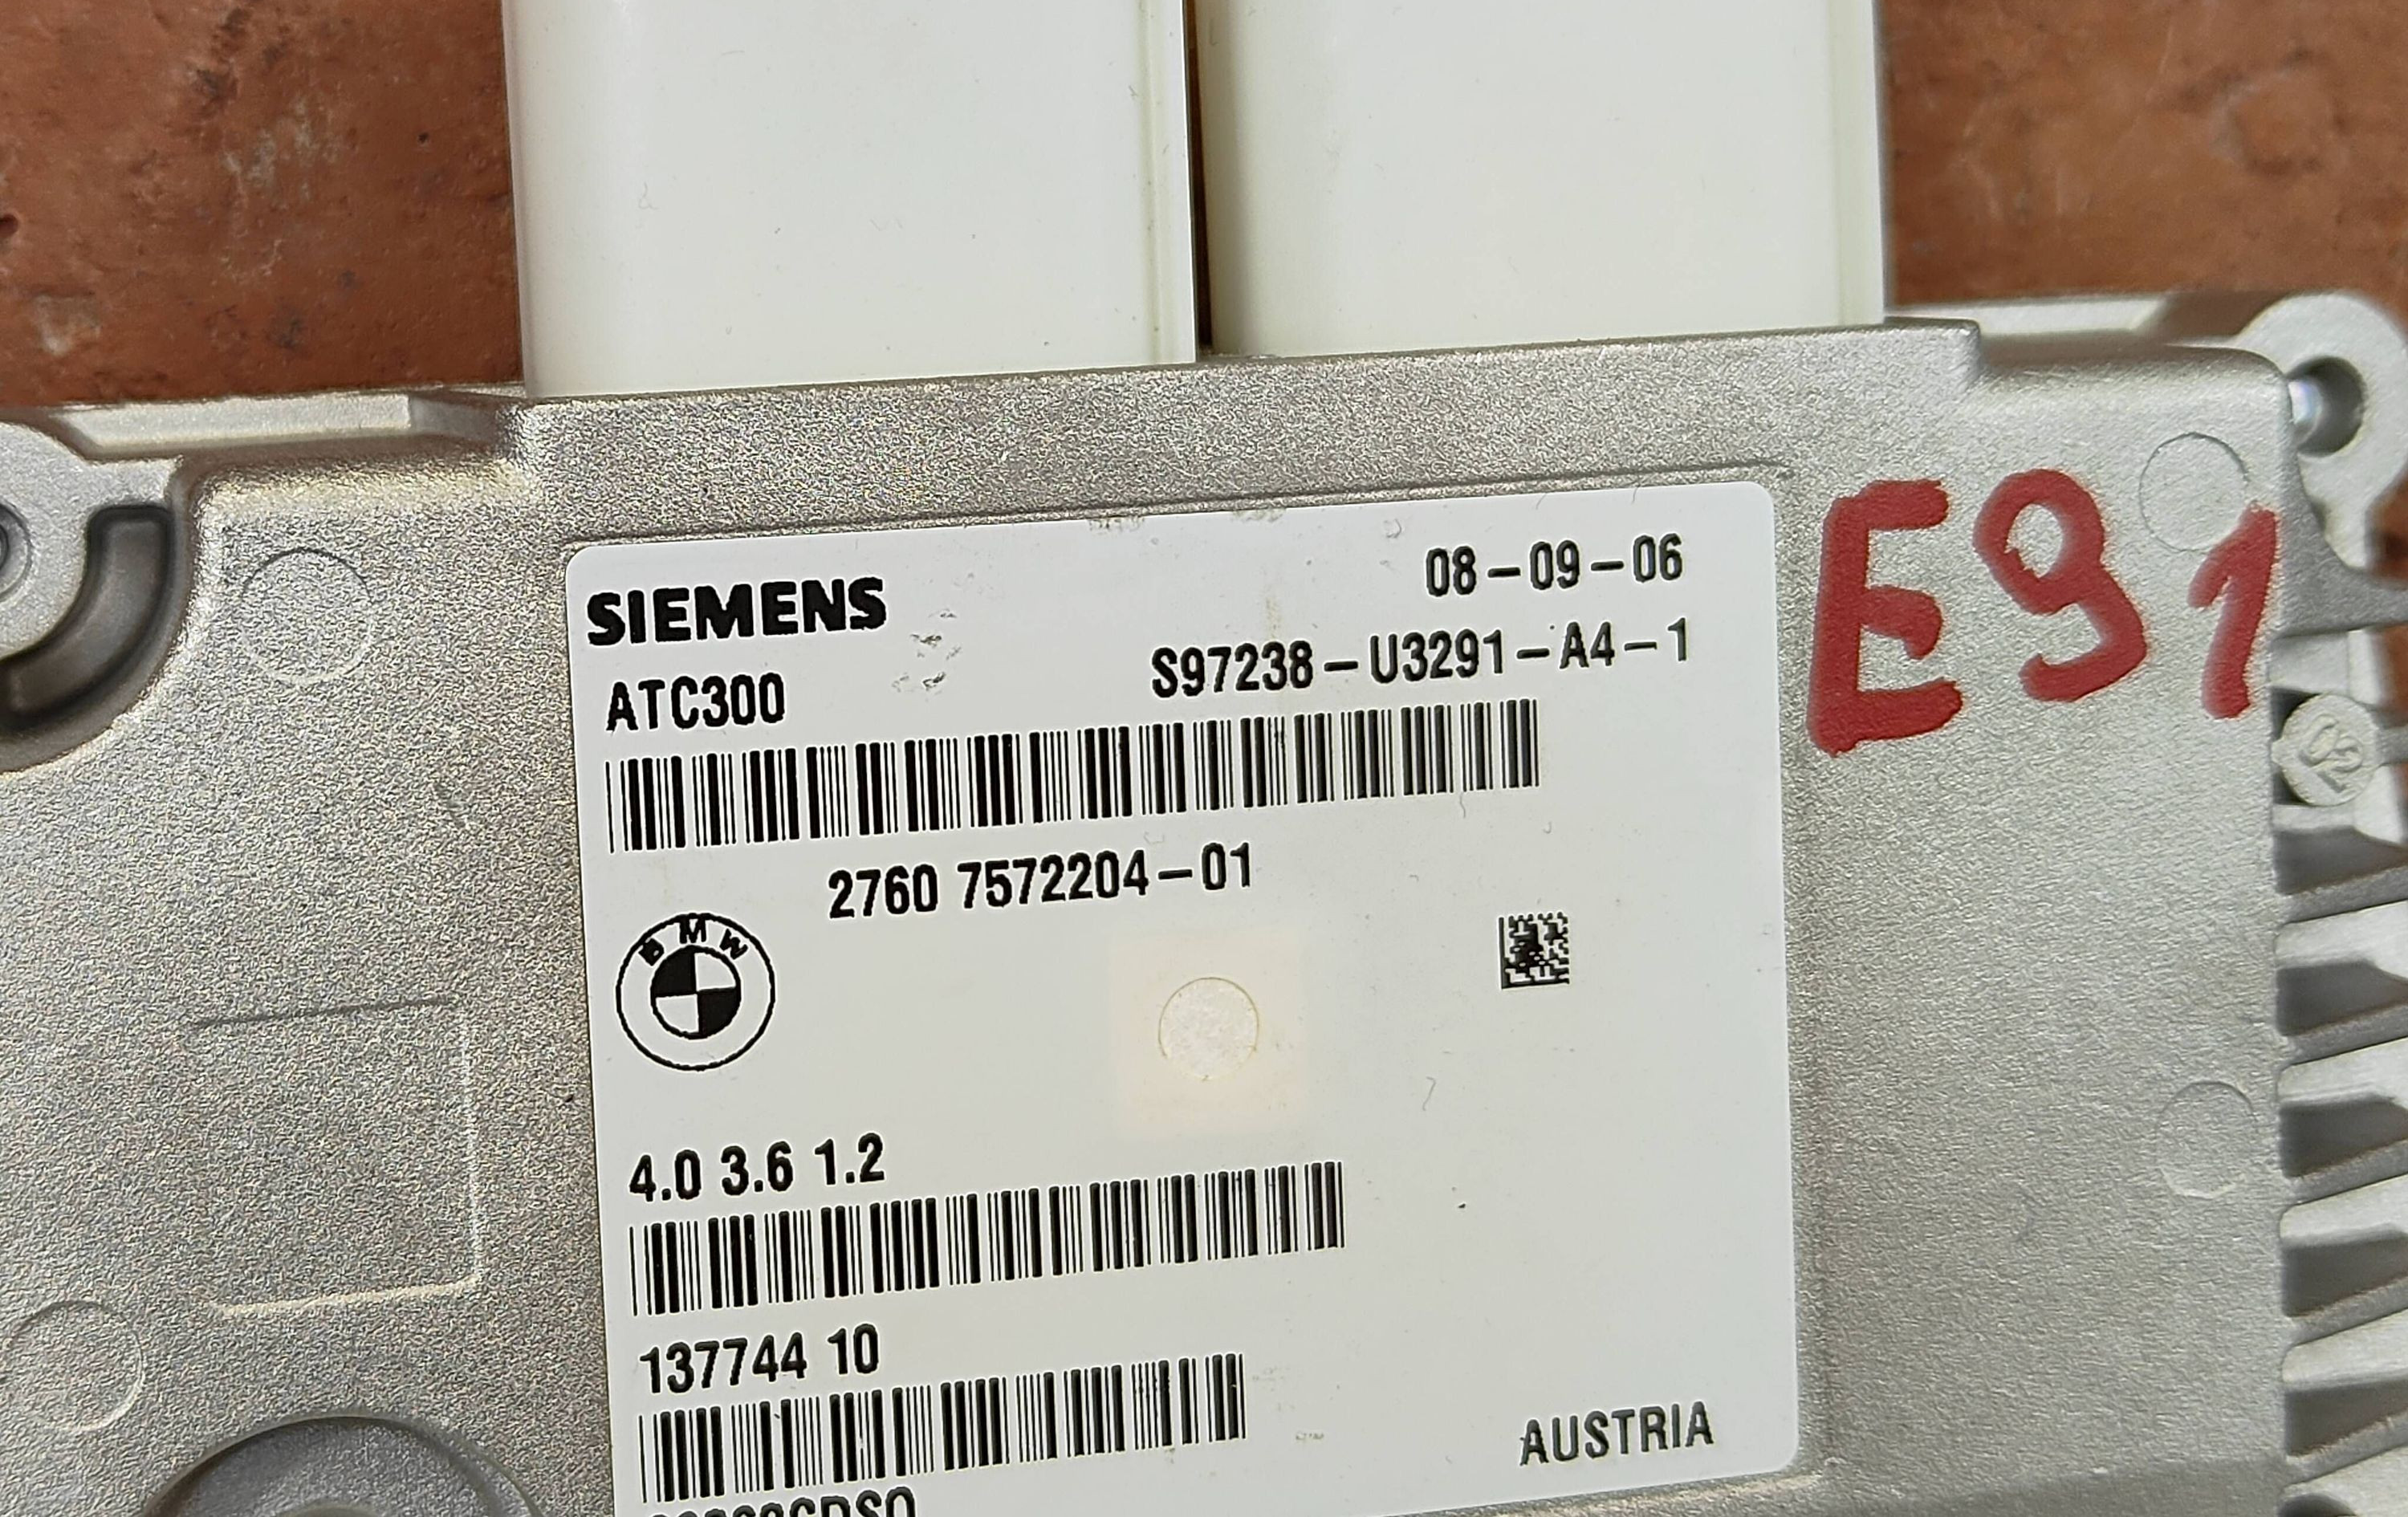 SIEMENS
08-09-06
ATC300
S97238-U3291-A4-1
E91
2760 7572204-01
BMW
4.0 3.6 1.2
137744 10
AUSTRIA